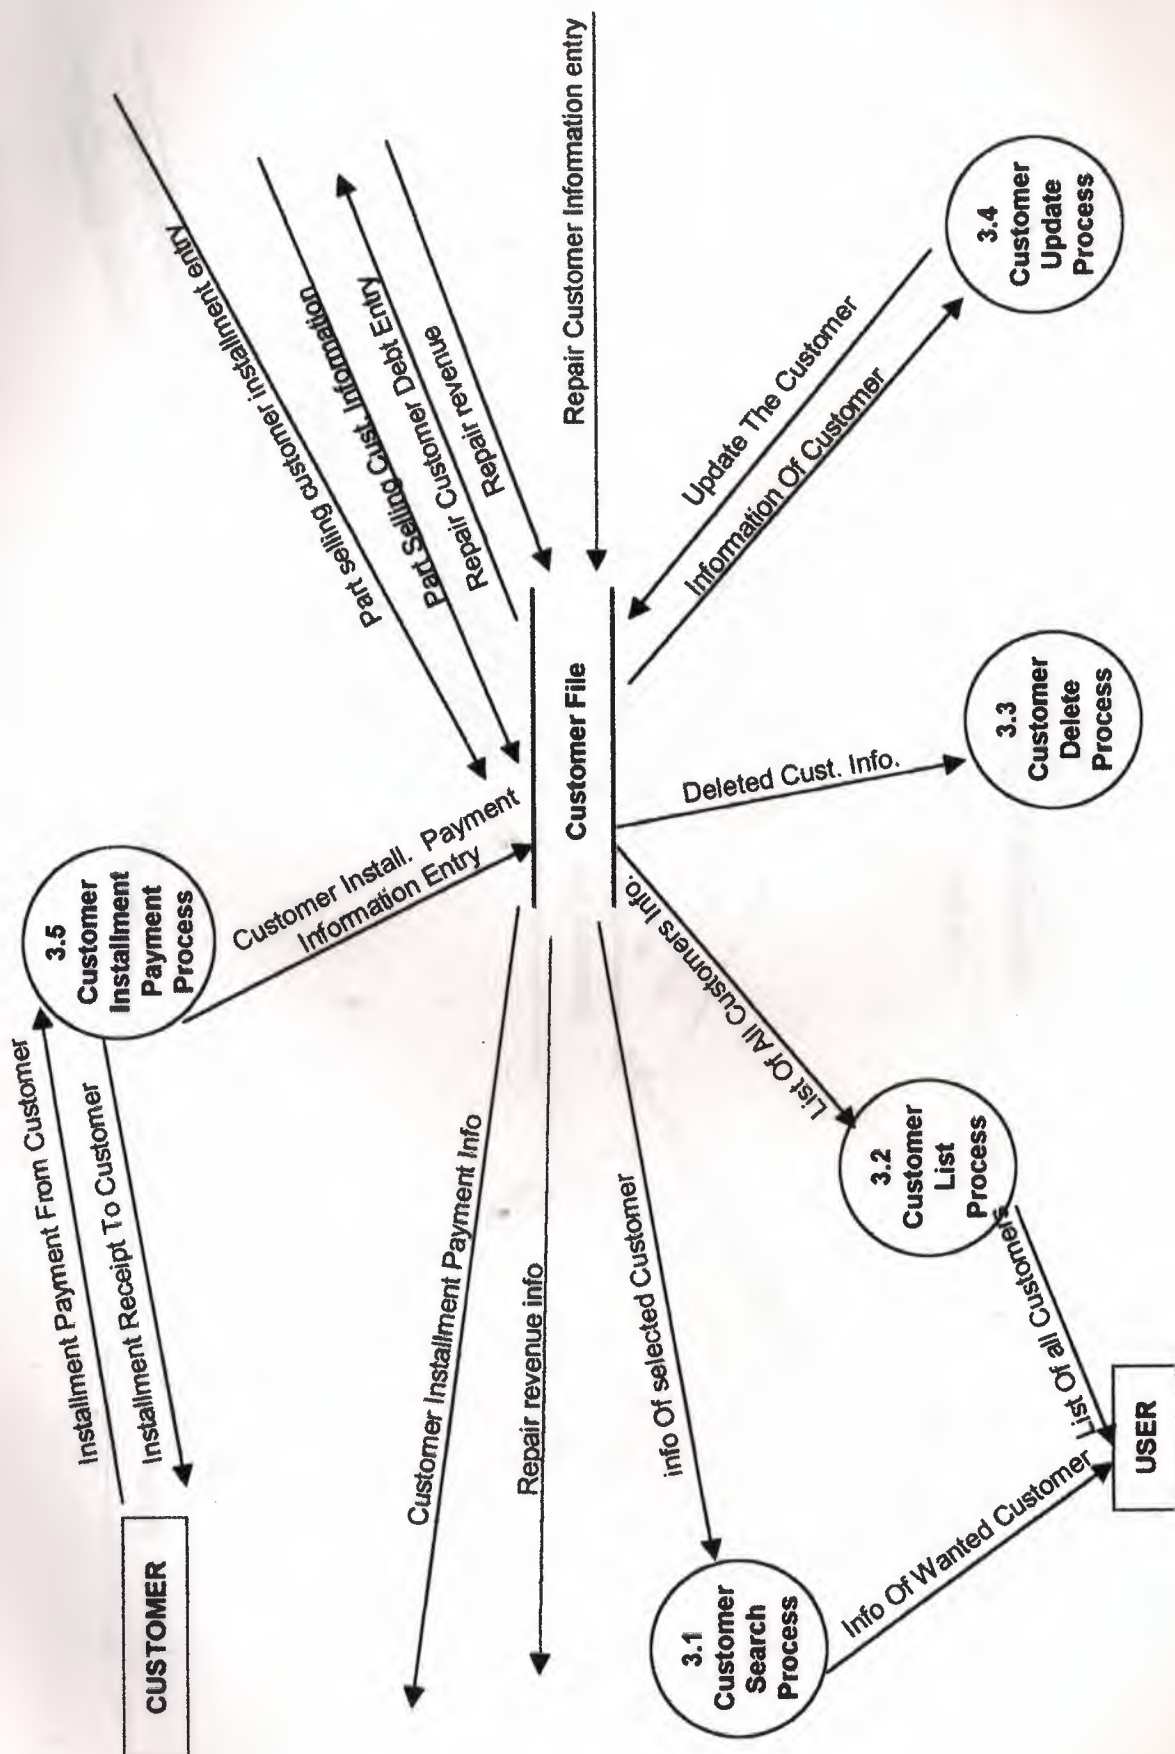 CUSTOMER
Installment Payment From Customer
Installment Receipt To Customer
3.5
Customer
Installment
Payment
Process
Customer Install. Payment
Information Entry
Part selling customer installment entry
Part Selling Cust. Information
Repair Customer Debt Entry
Repair revenue
Repair Customer Information entry
Customer Installment Payment Info
Repair revenue info
Customer File
info Of selected Customer
List Of All Customers Info.
Deleted Cust. Info.
Update The Customer
Information Of Customer
3.1
Customer
Search
Process
3.2
Customer
List
Process
3.3
Customer
Delete
Process
3.4
Customer
Update
Process
Info Of Wanted Customer
List Of all Customers
USER